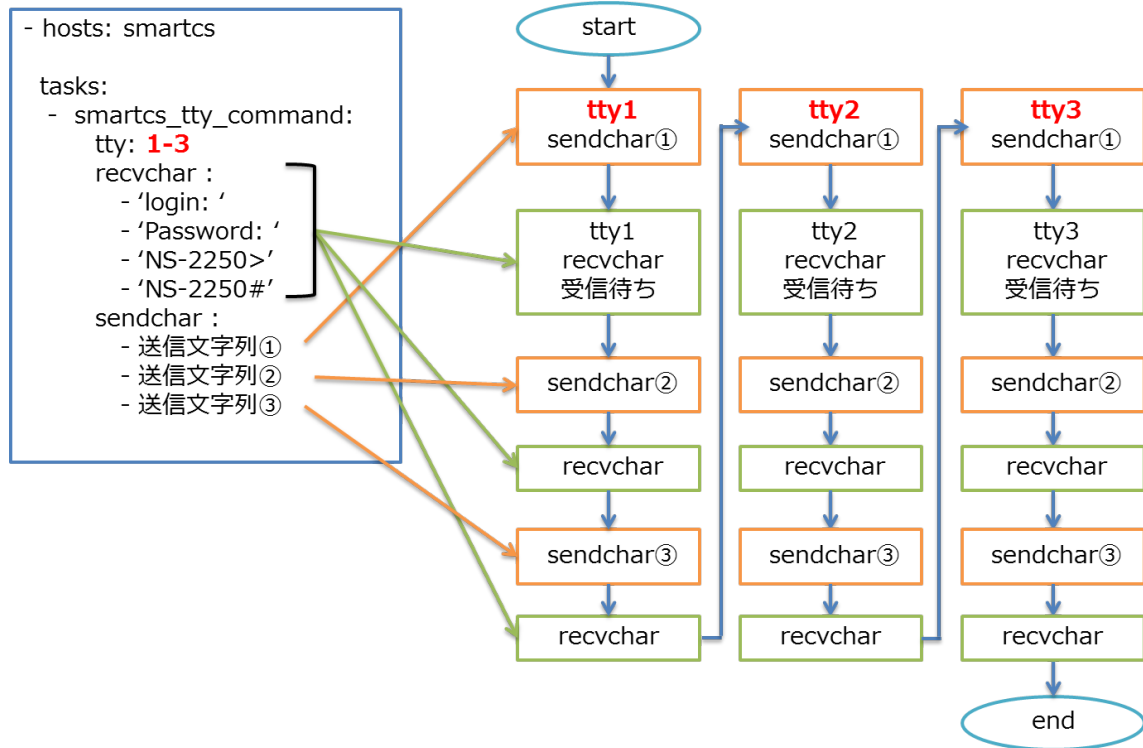 - hosts: smartcs
tasks:
- smartcs_tty_command:
tty: 1-3
recvchar :
- ‘login: ‘
- ‘Password: ‘
- ‘NS-2250>’
- ‘NS-2250#’
sendchar :
- 送信文字列①
- 送信文字列②
- 送信文字列③
start
tty1
sendchar①
tty1
recvchar
受信待ち
sendchar②
recvchar
sendchar③
recvchar
tty2
sendchar①
tty2
recvchar
受信待ち
sendchar②
recvchar
sendchar③
recvchar
tty3
sendchar①
tty3
recvchar
受信待ち
sendchar②
recvchar
sendchar③
recvchar
end